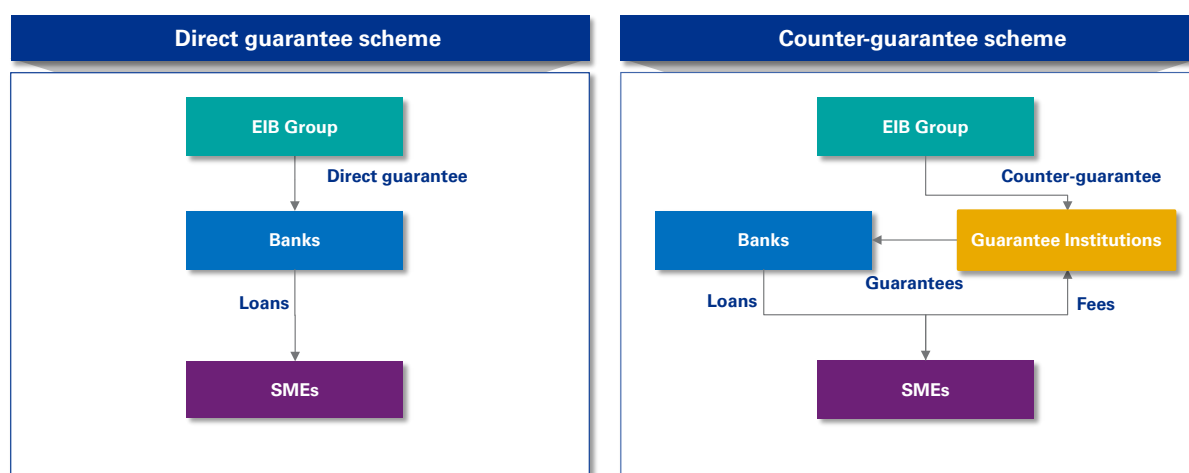 Direct guarantee scheme
EIB Group
Direct guarantee
Banks
Loans
SMEs
Counter-guarantee scheme
EIB Group
Counter-guarantee
Banks
Guarantee Institutions
Guarantees
Loans
Fees
SMEs